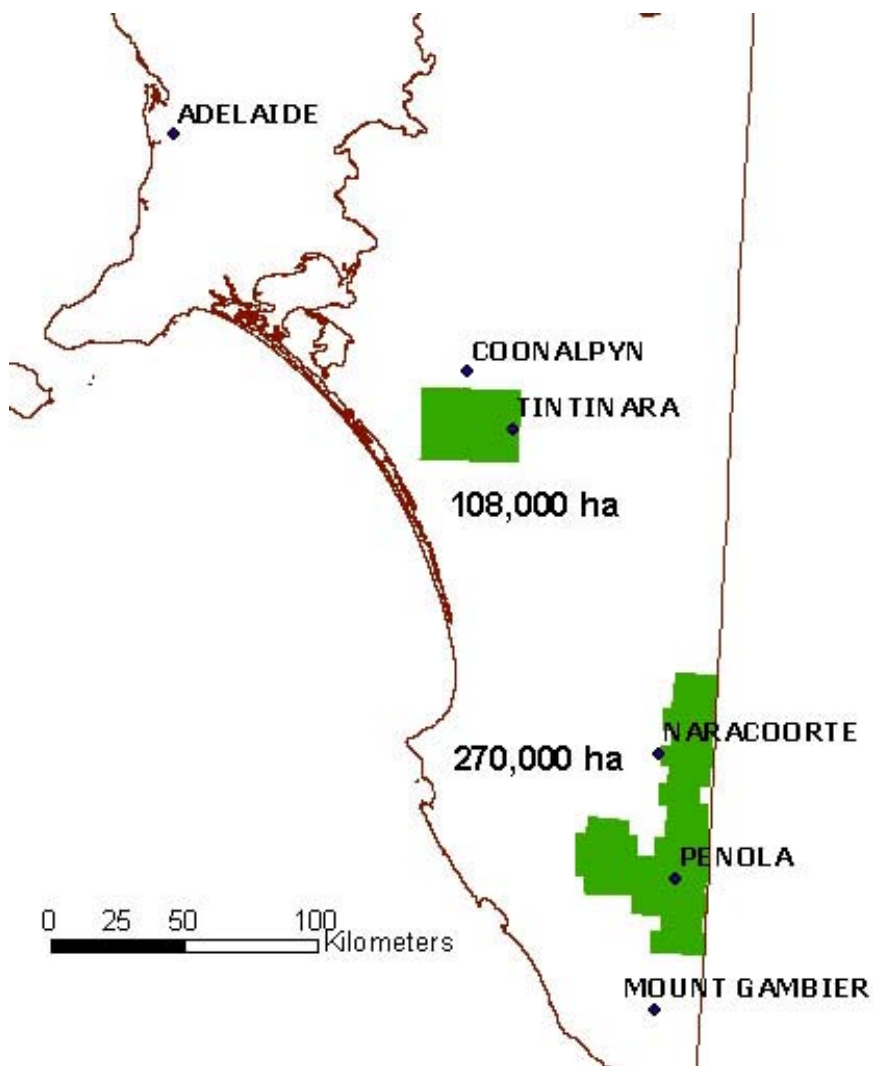 ADELAIDE
COONALPYN
TINTINARA
108,000 ha
NARACOORTE
270,000 ha
PENOLA
0 25 50 100
Kilometers
MOUNT GAMBIER